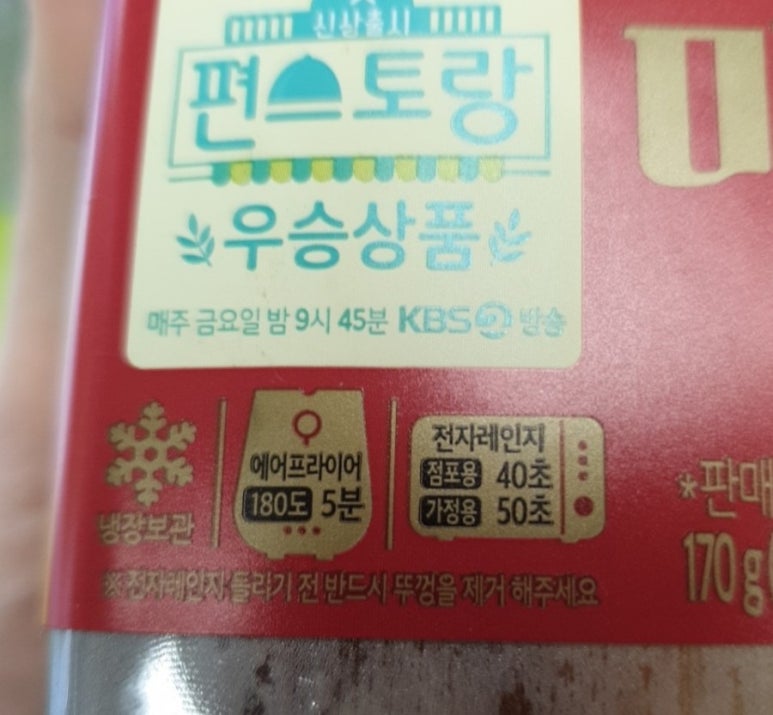 신상출시
편스토랑
우승상품
매주 금요일 밤 9시 45분 KBS2 방송
냉장보관
에어프라이어
180도 5분
전자레인지
점포용 40초
가정용 50초
※ 전자레인지 돌리기 전 반드시 뚜껑을 제거 해주세요
*판매
170g